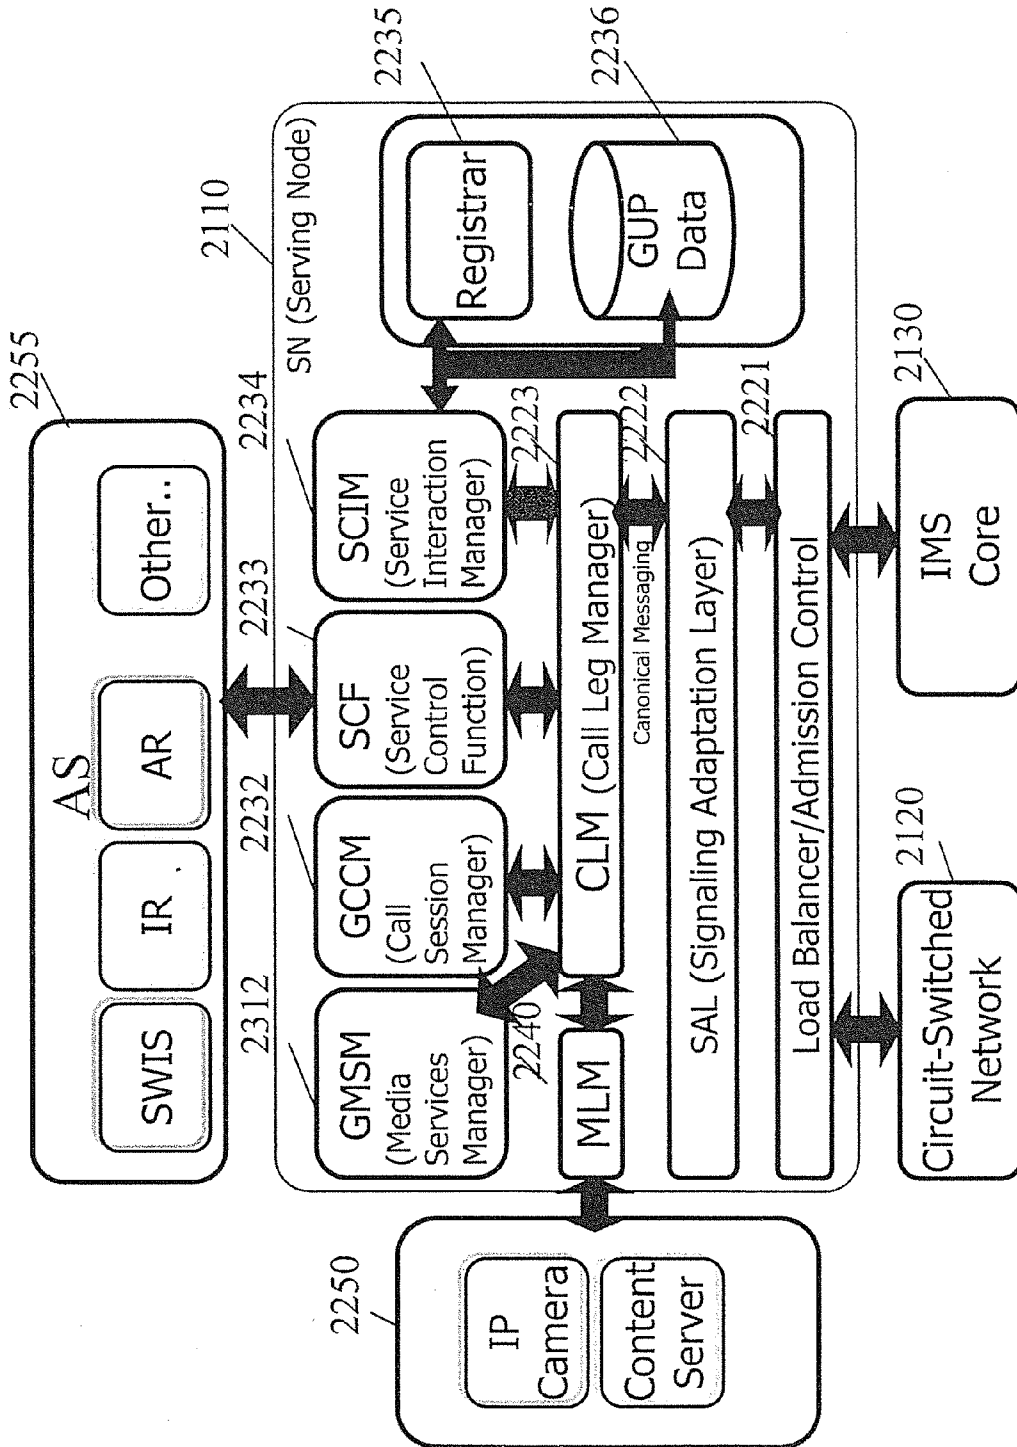 2255
AS
SWIS
IR
AR
Other..
2312
2232
2233
2234
2110
SN (Serving Node)
GMSM
(Media
Services
Manager)
GCCM
(Call
Session
Manager)
SCF
(Service
Control
Function)
SCIM
(Service
Interaction
Manager)
2235
Registrar
2236
GUP
Data
2250
IP
Camera
Content
Server
2240
MLM
CLM (Call Leg Manager)
2223
Canonical Messaging
2222
SAL (Signaling Adaptation Layer)
2221
Load Balancer/Admission Control
2120
Circuit-Switched
Network
2130
IMS
Core